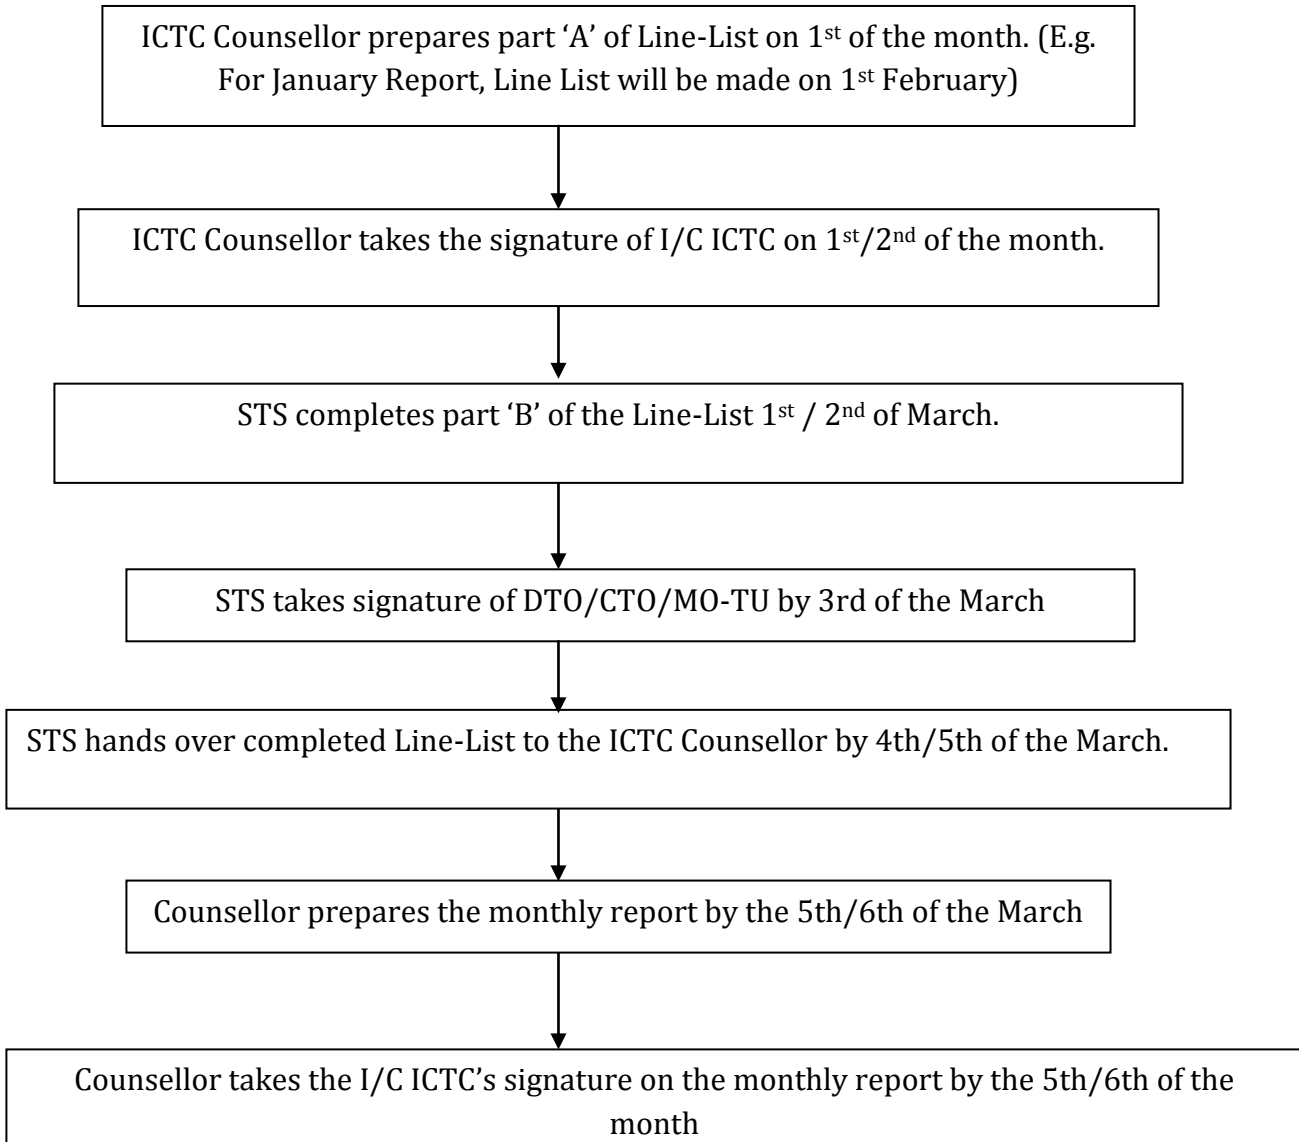 ICTC Counsellor prepares part ‘A’ of Line-List on 1st of the month. (E.g.
For January Report, Line List will be made on 1st February)
ICTC Counsellor takes the signature of I/C ICTC on 1st/2nd of the month.
STS completes part ‘B’ of the Line-List 1st / 2nd of March.
STS takes signature of DTO/CTO/MO-TU by 3rd of the March
STS hands over completed Line-List to the ICTC Counsellor by 4th/5th of the March.
Counsellor prepares the monthly report by the 5th/6th of the March
Counsellor takes the I/C ICTC’s signature on the monthly report by the 5th/6th of the
month